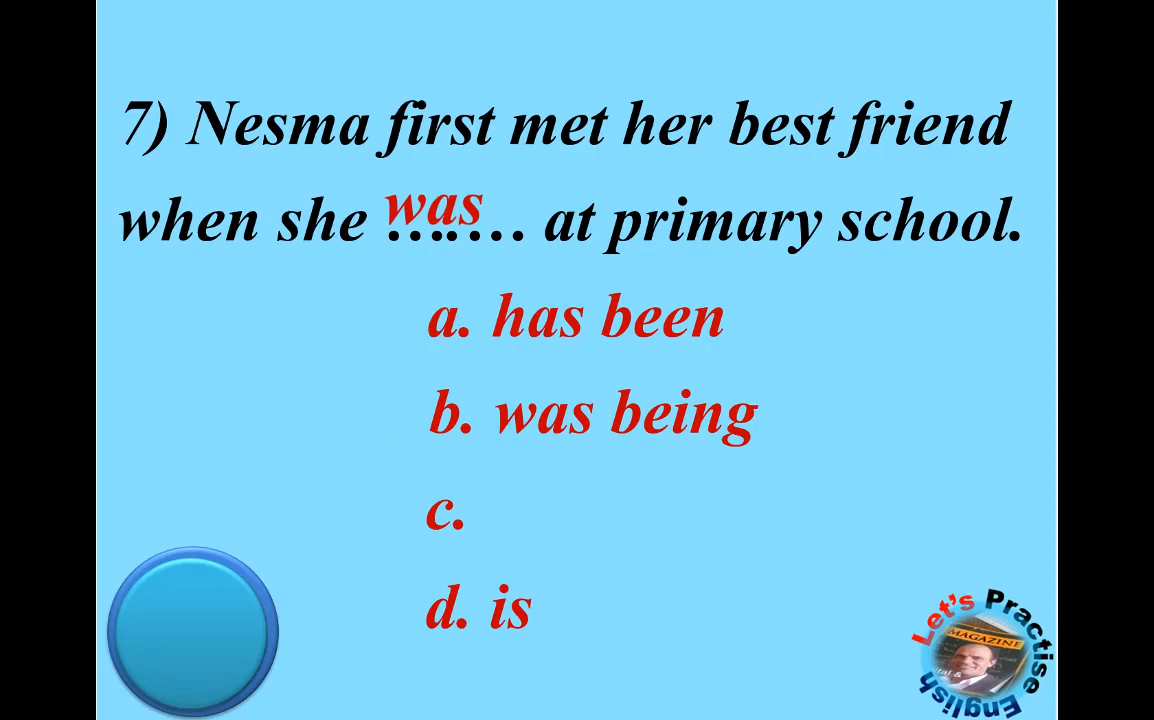 7) Nesma first met her best friend
was
when she ……. at primary school.
a. has been
b. was being
c.
d. is
Let's Practise
MAGAZINE
English